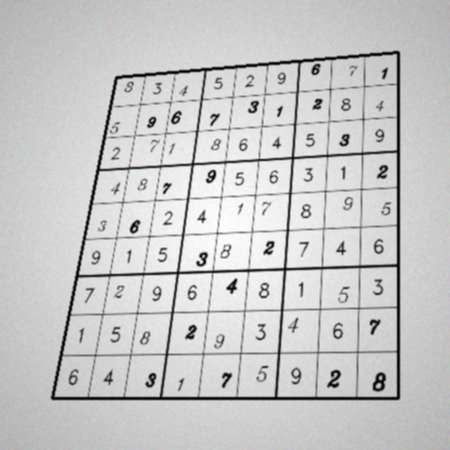 8 3 4 5 2 9 6 7 1
5 9 6 7 3 1 2 8 4
2 7 1 8 6 4 5 3 9
4 8 7 9 5 6 3 1 2
3 6 2 4 1 7 8 9 5
9 1 5 3 8 2 7 4 6
7 2 9 6 4 8 1 5 3
1 5 8 2 9 3 4 6 7
6 4 3 1 7 5 9 2 8